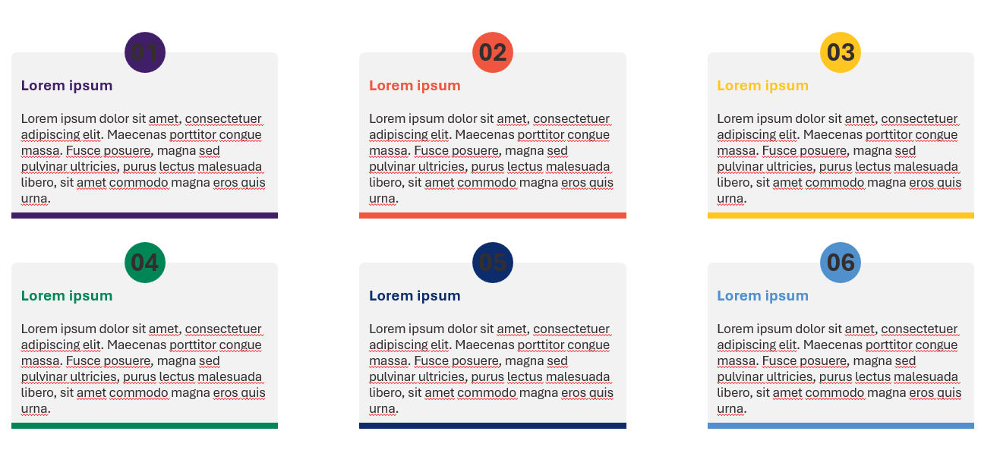 01
Lorem ipsum
Lorem ipsum dolor sit amet, consectetuer
adipiscing elit. Maecenas porttitor congue
massa. Fusce posuere, magna sed
pulvinar ultricies, purus lectus malesuada
libero, sit amet commodo magna eros quis
urna.
02
Lorem ipsum
Lorem ipsum dolor sit amet, consectetuer
adipiscing elit. Maecenas porttitor congue
massa. Fusce posuere, magna sed
pulvinar ultricies, purus lectus malesuada
libero, sit amet commodo magna eros quis
urna.
03
Lorem ipsum
Lorem ipsum dolor sit amet, consectetuer
adipiscing elit. Maecenas porttitor congue
massa. Fusce posuere, magna sed
pulvinar ultricies, purus lectus malesuada
libero, sit amet commodo magna eros quis
urna.
04
Lorem ipsum
Lorem ipsum dolor sit amet, consectetuer
adipiscing elit. Maecenas porttitor congue
massa. Fusce posuere, magna sed
pulvinar ultricies, purus lectus malesuada
libero, sit amet commodo magna eros quis
urna.
05
Lorem ipsum
Lorem ipsum dolor sit amet, consectetuer
adipiscing elit. Maecenas porttitor congue
massa. Fusce posuere, magna sed
pulvinar ultricies, purus lectus malesuada
libero, sit amet commodo magna eros quis
urna.
06
Lorem ipsum
Lorem ipsum dolor sit amet, consectetuer
adipiscing elit. Maecenas porttitor congue
massa. Fusce posuere, magna sed
pulvinar ultricies, purus lectus malesuada
libero, sit amet commodo magna eros quis
urna.